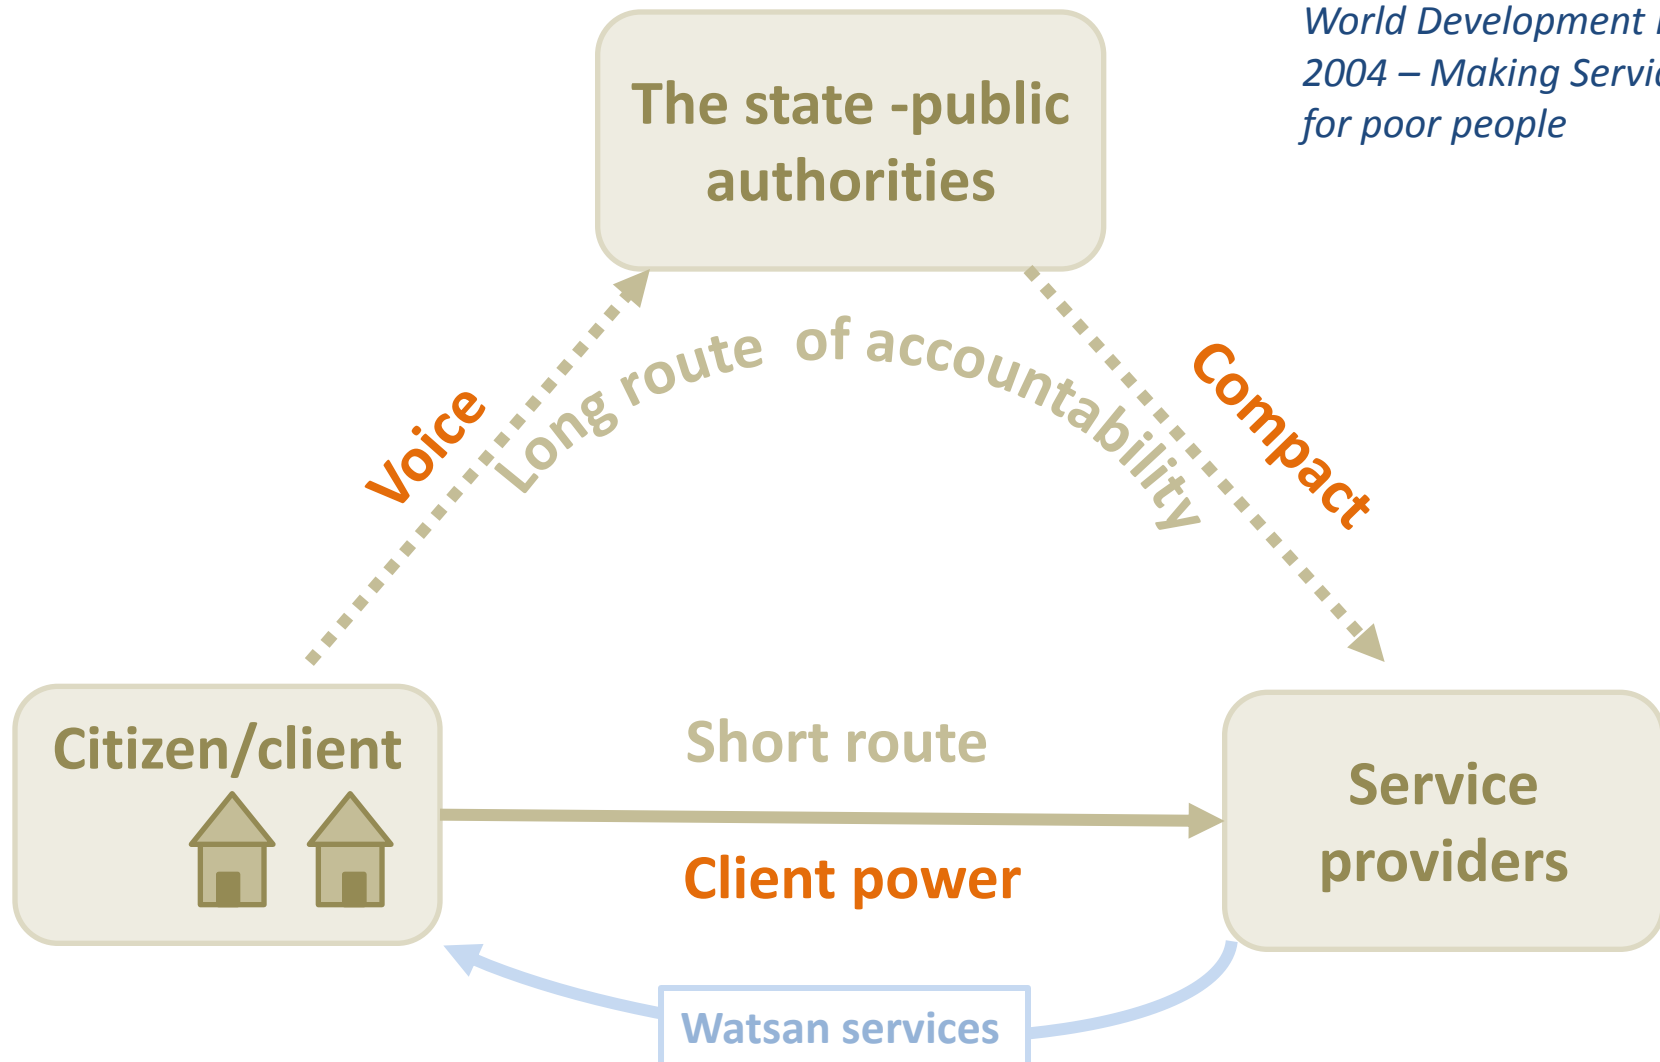 World Development
2004 – Making
for poor people
The state -public
authorities
Long route of accountability
Voice
Compact
Citizen/client
Short route
Client power
Service
providers
Watsan services